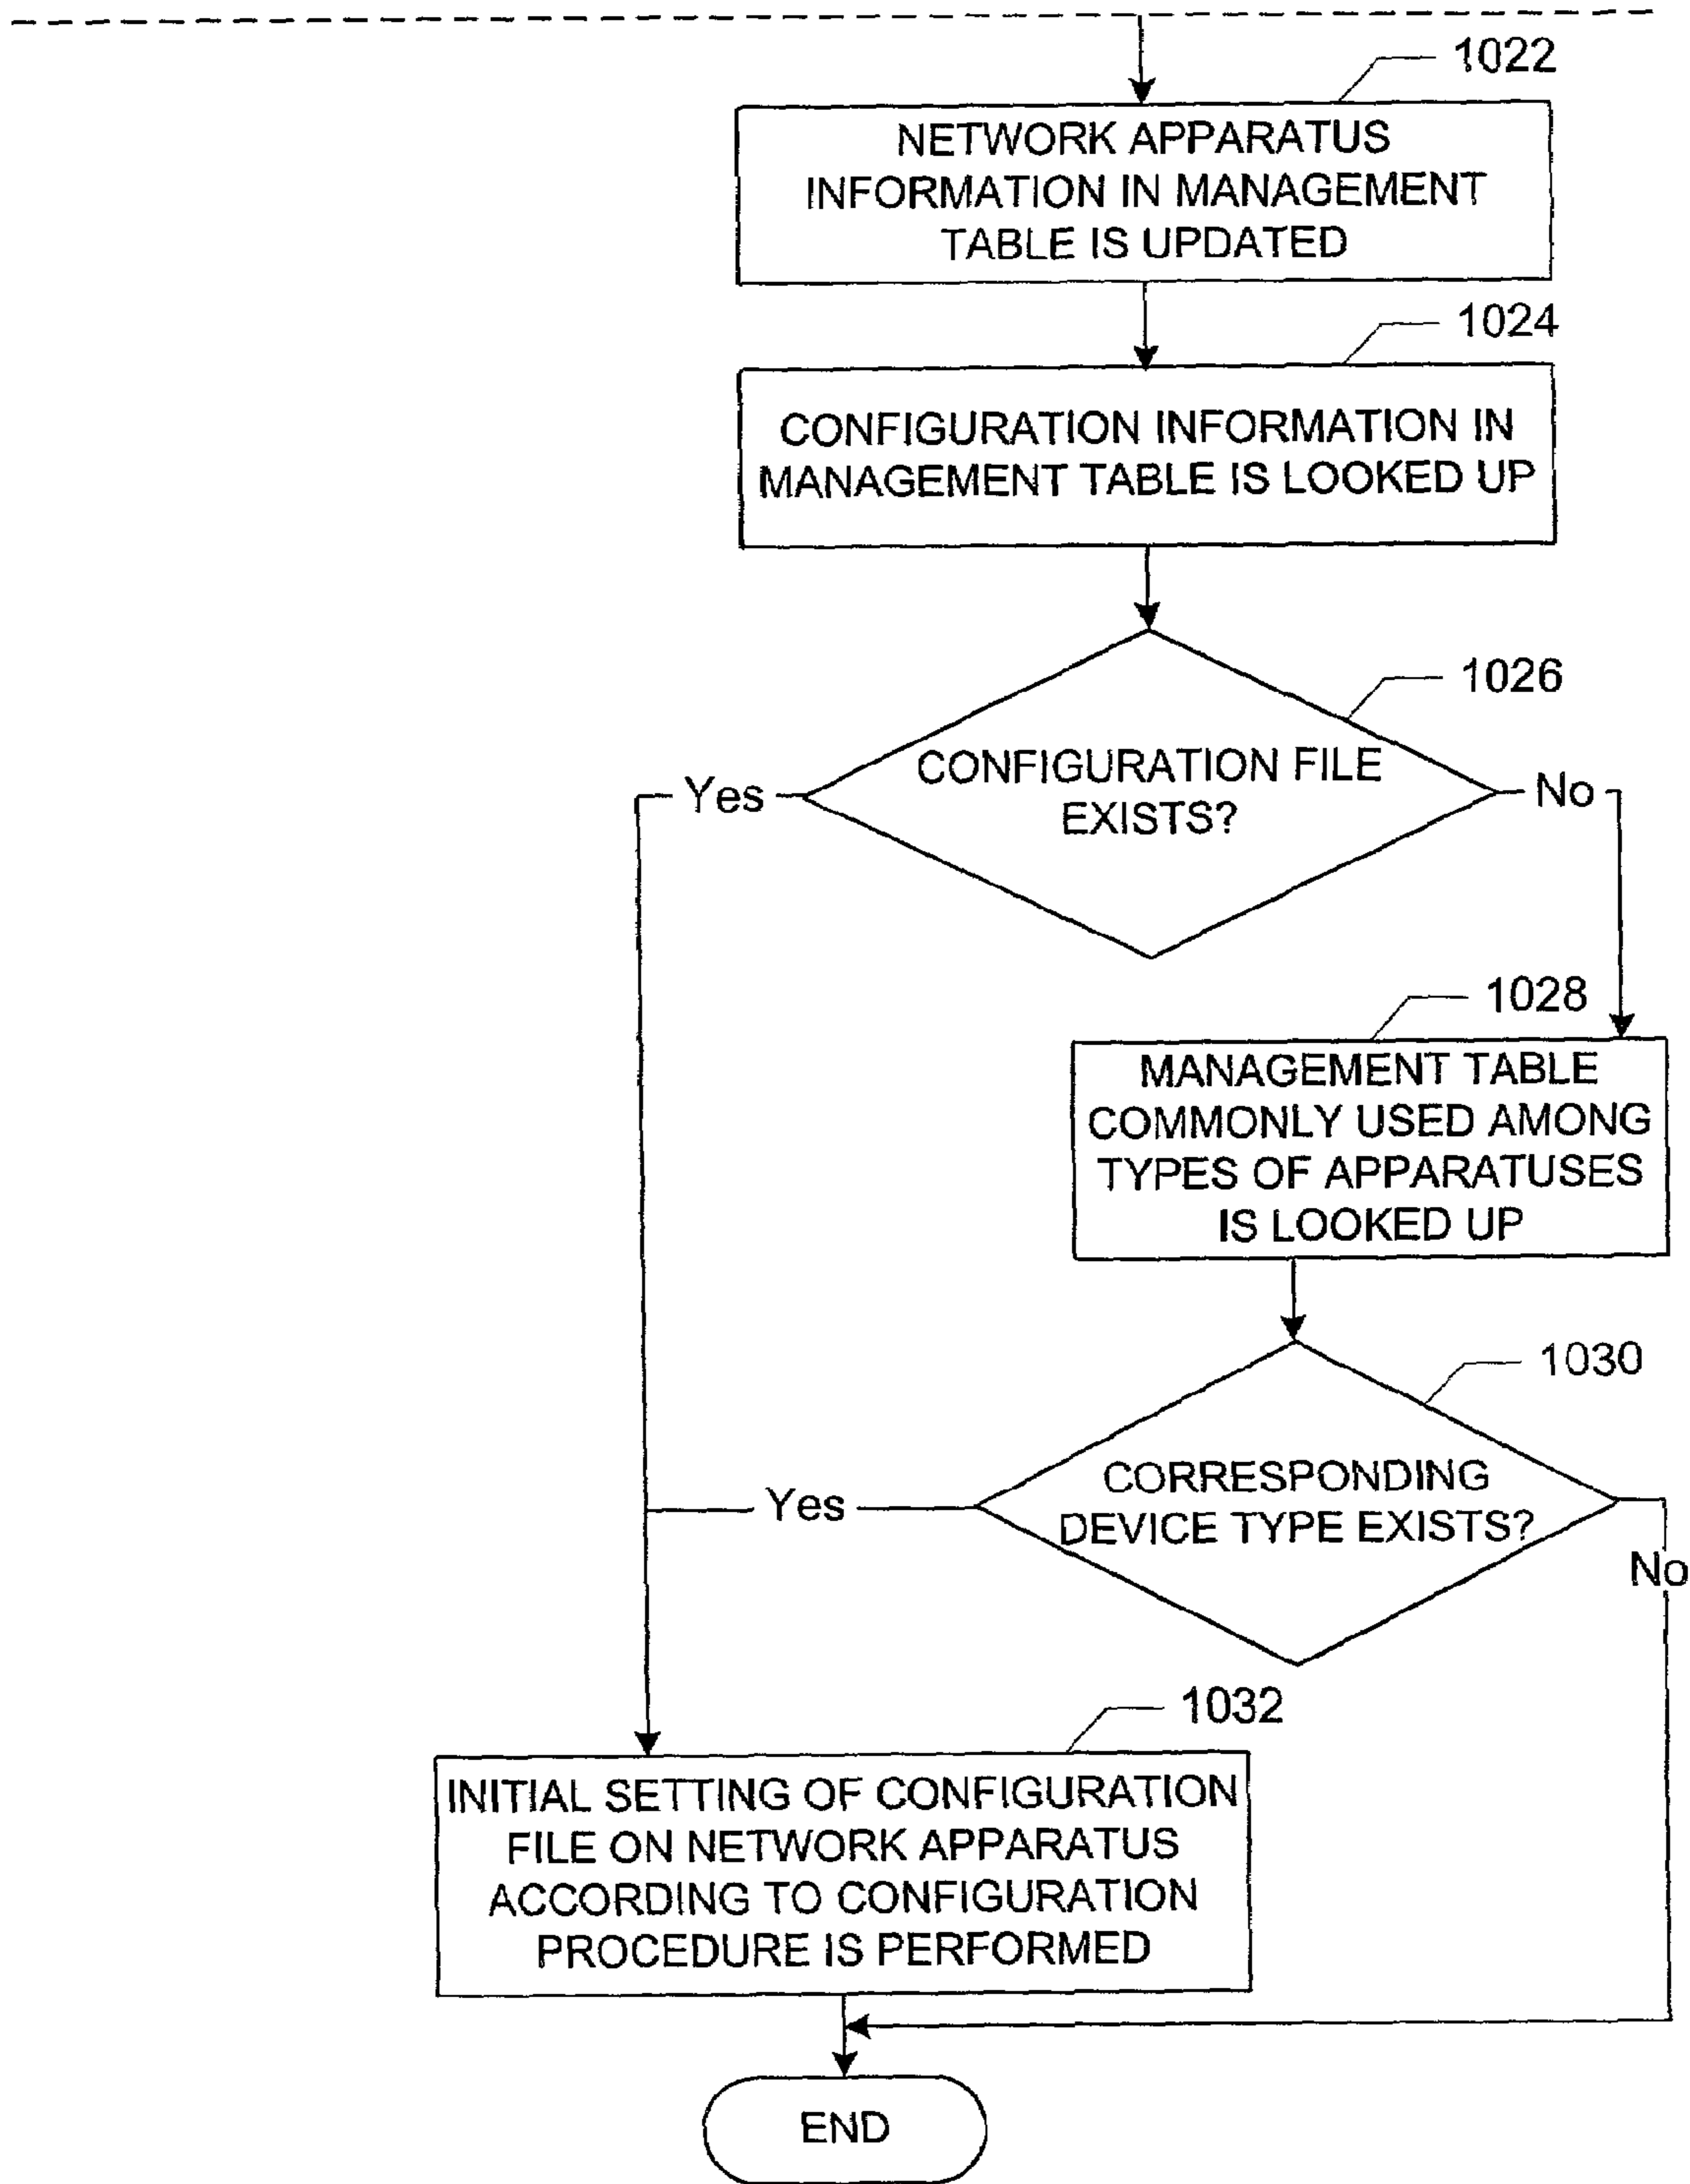 1022
NETWORK APPARATUS
INFORMATION IN MANAGEMENT
TABLE IS UPDATED
1024
CONFIGURATION INFORMATION IN
MANAGEMENT TABLE IS LOOKED UP
1026
CONFIGURATION FILE
EXISTS?
Yes
No
1028
MANAGEMENT TABLE
COMMONLY USED AMONG
TYPES OF APPARATUSES
IS LOOKED UP
1030
CORRESPONDING
DEVICE TYPE EXISTS?
Yes
No
1032
INITIAL SETTING OF CONFIGURATION
FILE ON NETWORK APPARATUS
ACCORDING TO CONFIGURATION
PROCEDURE IS PERFORMED
END